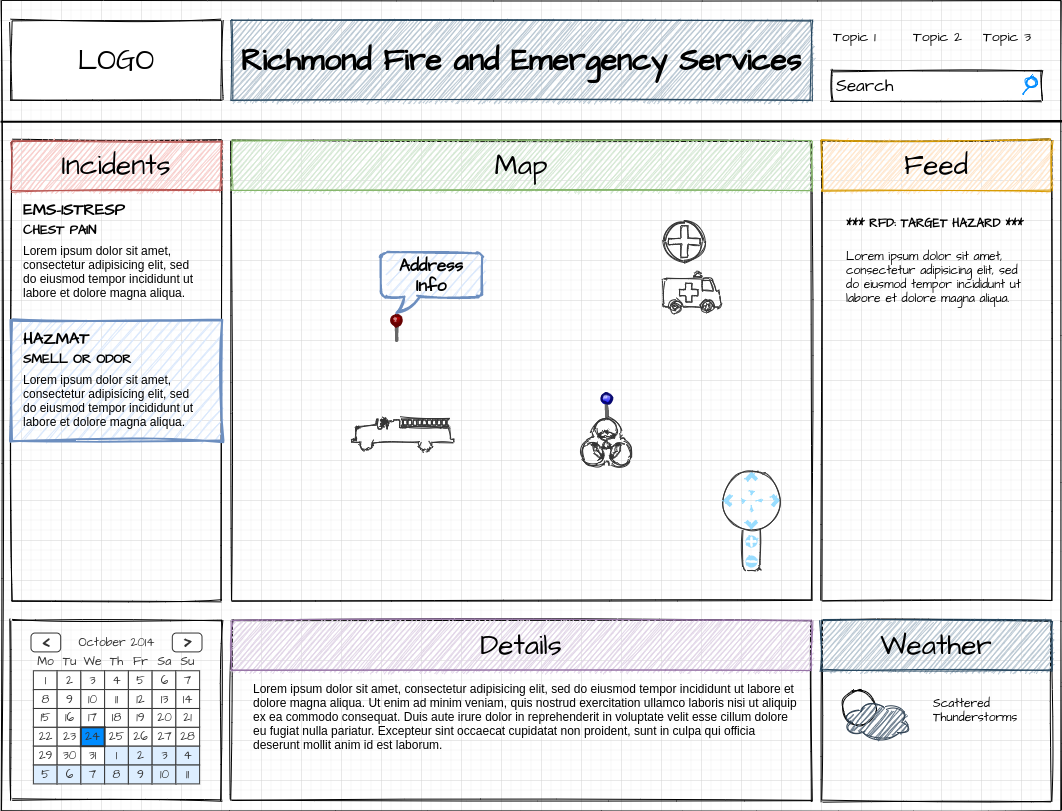 LOGO
Richmond Fire and Emergency Services
Topic 1 Topic 2 Topic 3
Search
Incidents
EMS-1STRESP
CHEST PAIN
Lorem ipsum dolor sit amet,
consectetur adipisicing elit, sed
do eiusmod tempor incididunt ut
labore et dolore magna aliqua.
HAZMAT
SMELL OR ODOR
Lorem ipsum dolor sit amet,
consectetur adipisicing elit, sed
do eiusmod tempor incididunt ut
labore et dolore magna aliqua.
Map
Address
Info
Feed
*** RFD: TARGET HAZARD ***
Lorem ipsum dolor sit amet,
consectetur adipisicing elit, sed
do eiusmod tempor incididunt ut
labore et dolore magna aliqua.
< October 2014 >
Mo Tu We Th Fr Sa Su
1 2 3 4 5 6 7
8 9 10 11 12 13 14
15 16 17 18 19 20 21
22 23 24 25 26 27 28
29 30 31 1 2 3 4
5 6 7 8 9 10 11
Details
Lorem ipsum dolor sit amet, consectetur adipisicing elit, sed do eiusmod tempor incididunt ut labore et
dolore magna aliqua. Ut enim ad minim veniam, quis nostrud exercitation ullamco laboris nisi ut aliquip
ex ea commodo consequat. Duis aute irure dolor in reprehenderit in voluptate velit esse cillum dolore
eu fugiat nulla pariatur. Excepteur sint occaecat cupidatat non proident, sunt in culpa qui officia
deserunt mollit anim id est laborum.
Weather
Scattered
Thunderstorms